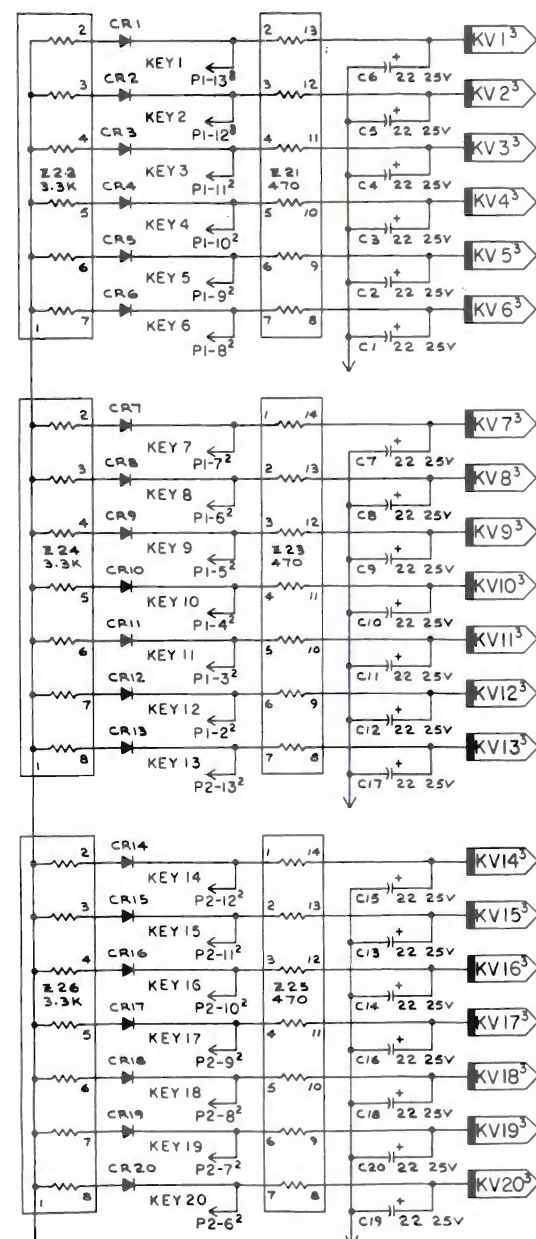 2 CR1 2 13 KV1³
KEY 1 P1-13⁸ C6 + 22 25V
3 CR2 3 12 KV2³
KEY 2 P1-12⁸ C5 + 22 25V
4 CR3 4 11 KV3³
Z22 3.3K KEY 3 P1-11² Z21 470 C4 + 22 25V
5 CR4 5 10 KV4³
KEY 4 P1-10² C3 + 22 25V
6 CR5 6 9 KV5³
KEY 5 P1-9² C2 + 22 25V
1 7 CR6 7 8 KV6³
KEY 6 P1-8² C1 + 22 25V
2 CR7 1 14 KV7³
KEY 7 P1-7² C7 + 22 25V
3 CR8 2 13 KV8³
KEY 8 P1-6² C8 + 22 25V
4 CR9 3 12 KV9³
Z24 3.3K KEY 9 P1-5² Z23 470 C9 + 22 25V
5 CR10 4 11 KV10³
KEY 10 P1-4² C10 + 22 25V
6 CR11 5 10 KV11³
KEY 11 P1-3² C11 + 22 25V
7 CR12 6 9 KV12³
KEY 12 P1-2² C12 + 22 25V
1 8 CR13 7 8 KV13³
KEY 13 P2-13² C17 + 22 25V
2 CR14 1 14 KV14³
KEY 14 P2-12² C15 + 22 25V
3 CR15 2 13 KV15³
KEY 15 P2-11² C13 + 22 25V
4 CR16 3 12 KV16³
Z26 3.3K KEY 16 P2-10² Z25 470 C14 + 22 25V
5 CR17 4 11 KV17³
KEY 17 P2-9² C16 + 22 25V
6 CR18 5 10 KV18³
KEY 18 P2-8² C18 + 22 25V
7 CR19 6 9 KV19³
KEY 19 P2-7² C20 + 22 25V
1 8 CR20 7 8 KV20³
KEY 20 P2-6² C19 + 22 25V